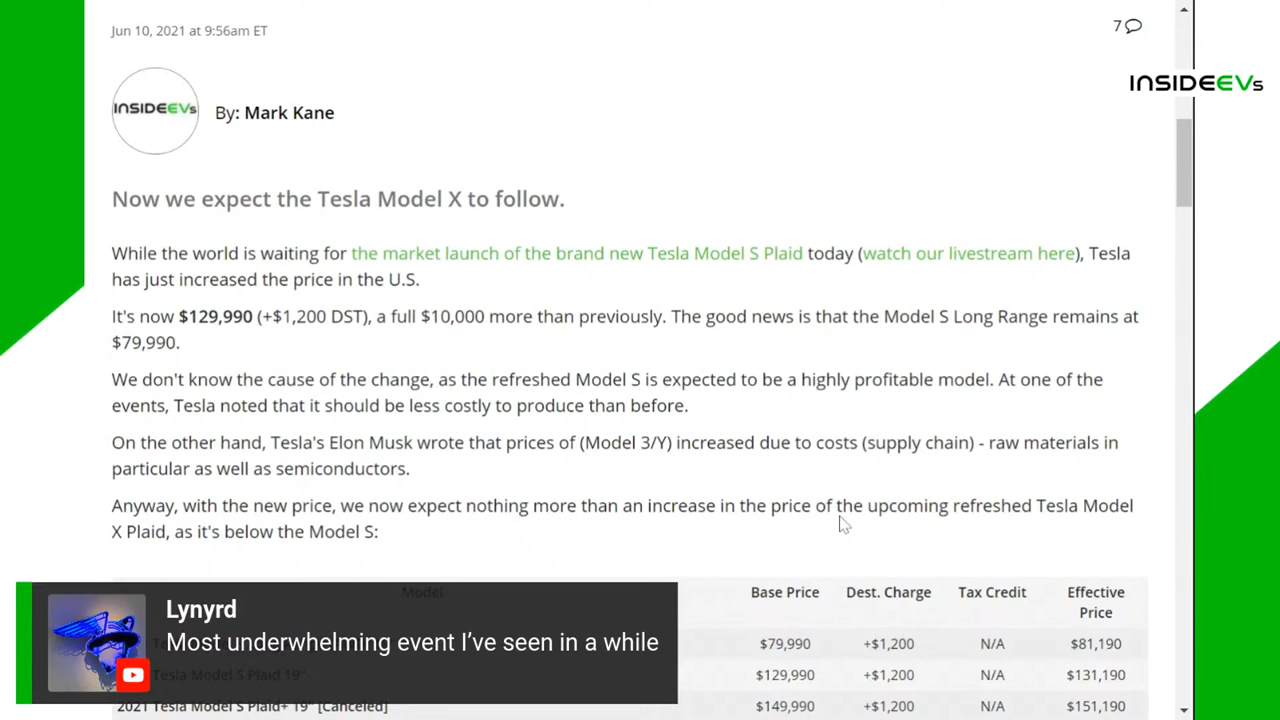 Jun 10, 2021 at 9:56am ET
7
INSIDEEVs
INSIDEEVs
By: Mark Kane
Now we expect the Tesla Model X to follow.
While the world is waiting for the market launch of the brand new Tesla Model S Plaid today (watch our livestream here), Tesla
has just increased the price in the U.S.
It's now $129,990 (+$1,200 DST), a full $10,000 more than previously. The good news is that the Model S Long Range remains at
$79,990.
We don't know the cause of the change, as the refreshed Model S is expected to be a highly profitable model. At one of the
events, Tesla noted that it should be less costly to produce than before.
On the other hand, Tesla's Elon Musk wrote that prices of (Model 3/Y) increased due to costs (supply chain) - raw materials in
particular as well as semiconductors.
Anyway, with the new price, we now expect nothing more than an increase in the price of the upcoming refreshed Tesla Model
X Plaid, as it's below the Model S:
Model Base Price Dest. Charge Tax Credit Effective
Price
$79,990 +$1,200 N/A $81,190
Tesla Model S Plaid 19" $129,990 +$1,200 N/A $131,190
2021 Tesla Model S Plaid+ 19" [Canceled] $149,990 +$1,200 N/A $151,190
Lynyrd
Most underwhelming event I've seen in a while